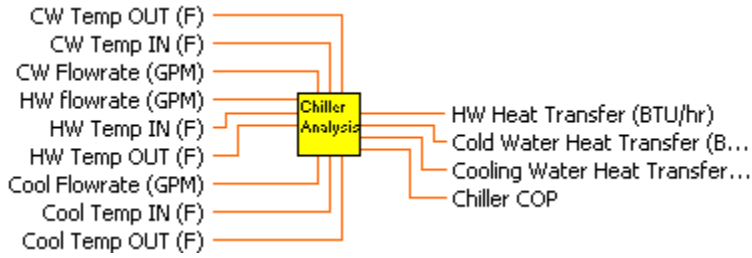 CW Temp OUT (F)
CW Temp IN (F)
CW Flowrate (GPM)
HW flowrate (GPM)
HW Temp IN (F)
HW Temp OUT (F)
Cool Flowrate (GPM)
Cool Temp IN (F)
Cool Temp OUT (F)
Chiller
Analysis
HW Heat Transfer (BTU/hr)
Cold Water Heat Transfer (B...
Cooling Water Heat Transfer...
Chiller COP